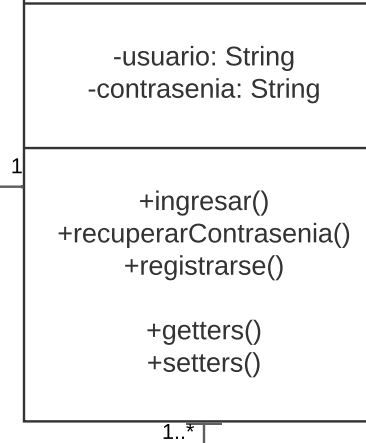 -usuario: String
-contrasenia: String
1
+ingresar()
+recuperarContrasenia()
+registrarse()
+getters()
+setters()
1..*